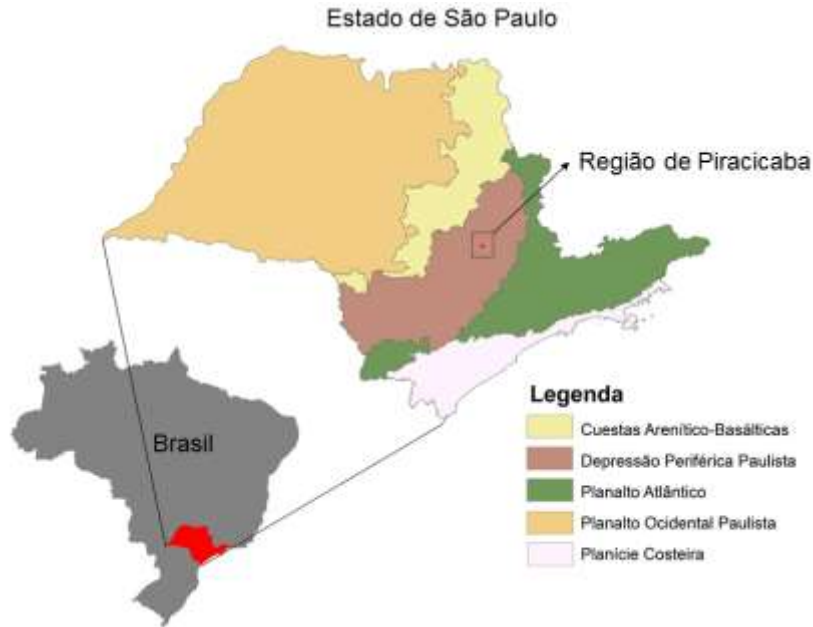 Estado de São Paulo
Região de Piracicaba
Brasil
Legenda
Cuestas Arenítico-Basálticas
Depressão Periférica Paulista
Planalto Atlântico
Planalto Ocidental Paulista
Planície Costeira